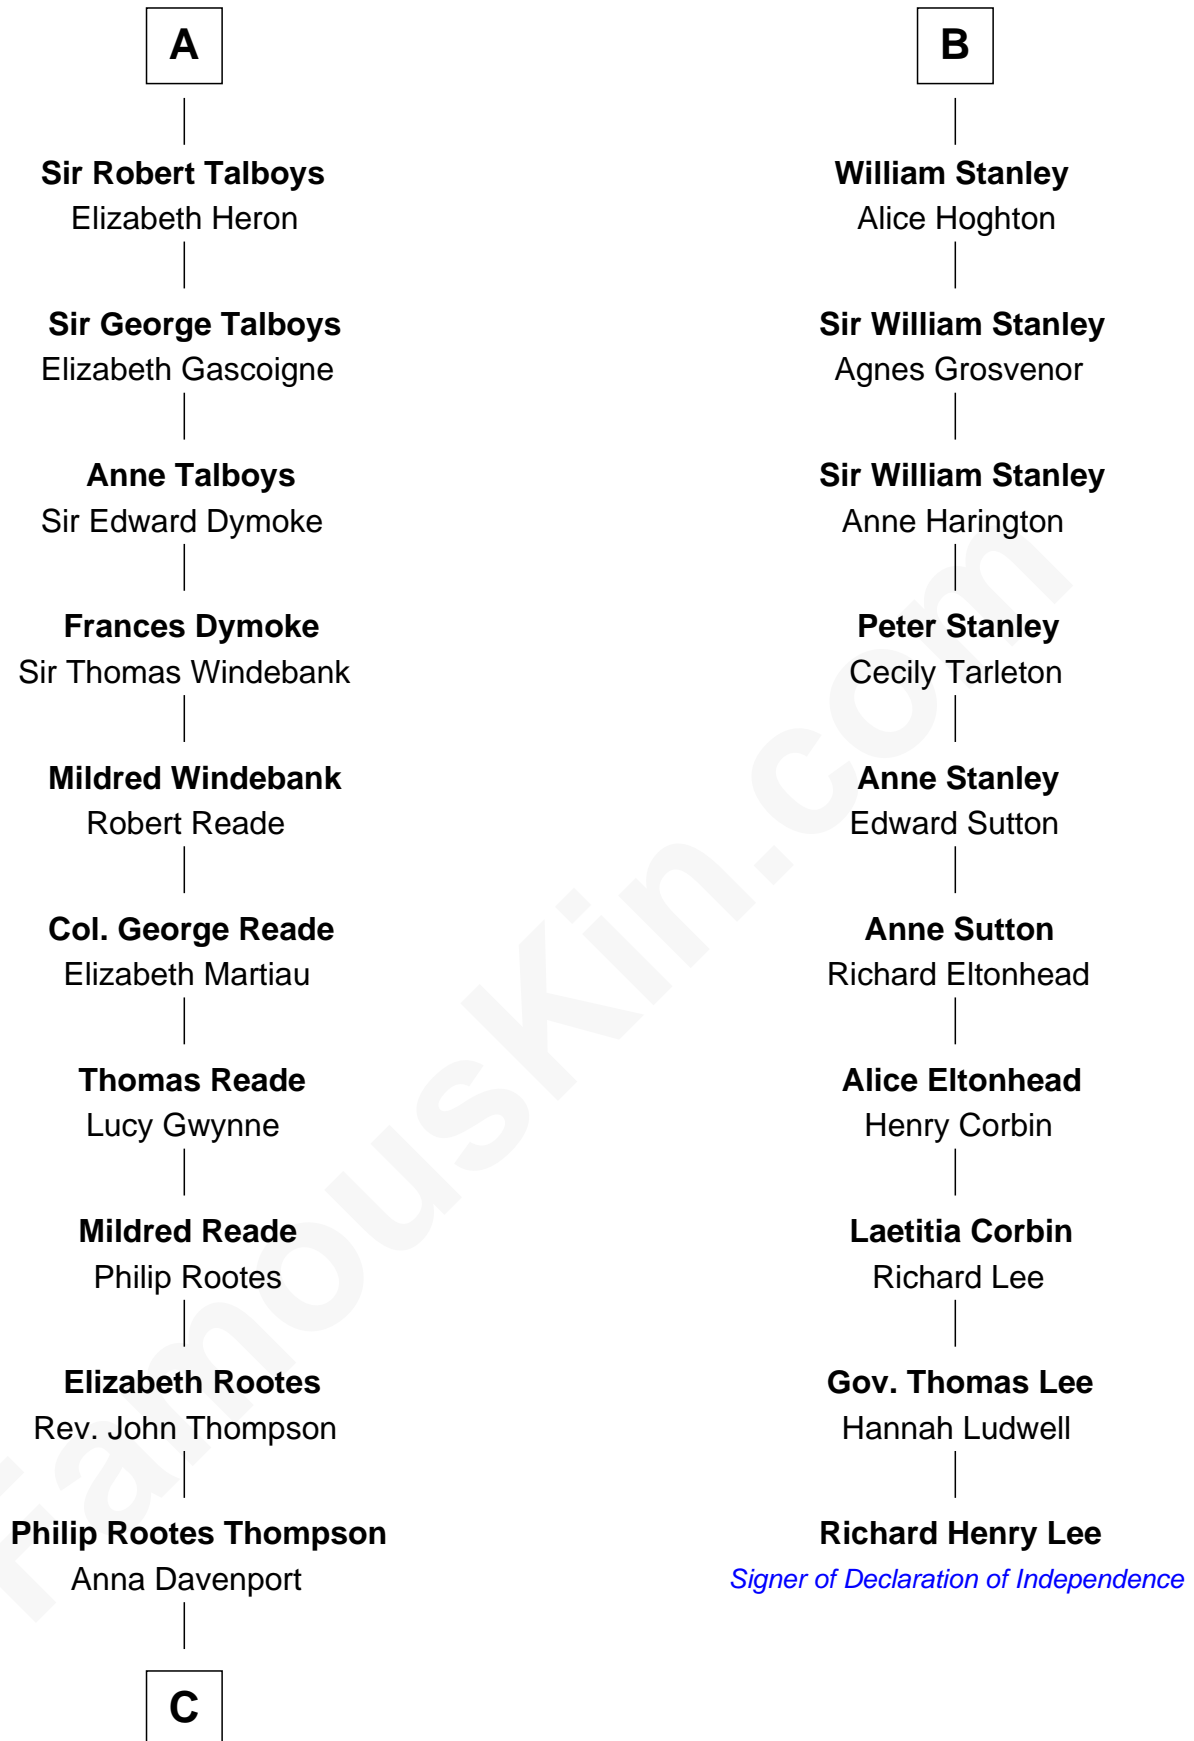 A
Sir Robert Talboys
Elizabeth Heron
Sir George Talboys
Elizabeth Gascoigne
Anne Talboys
Sir Edward Dymoke
Frances Dymoke
Sir Thomas Windebank
Mildred Windebank
Robert Reade
Col. George Reade
Elizabeth Martiau
Thomas Reade
Lucy Gwynne
Mildred Reade
Philip Rootes
Elizabeth Rootes
Rev. John Thompson
Philip Rootes Thompson
Anna Davenport
C
B
William Stanley
Alice Hoghton
Sir William Stanley
Agnes Grosvenor
Sir William Stanley
Anne Harington
Peter Stanley
Cecily Tarleton
Anne Stanley
Edward Sutton
Anne Sutton
Richard Eltonhead
Alice Eltonhead
Henry Corbin
Laetitia Corbin
Richard Lee
Gov. Thomas Lee
Hannah Ludwell
Richard Henry Lee
Signer of Declaration of Independence
FamousKin.com